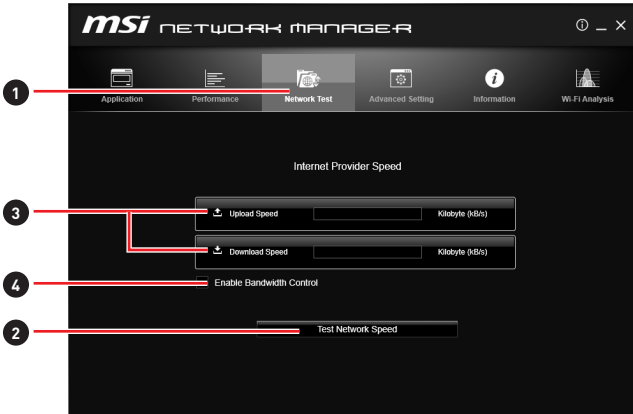 msi NETWORK MANAGER
1
Application Performance Network Test Advanced Setting Information Wi-Fi Analysis
Internet Provider Speed
3
Upload Speed Kilobyte (kB/s)
Download Speed Kilobyte (kB/s)
4
Enable Bandwidth Control
2
Test Network Speed